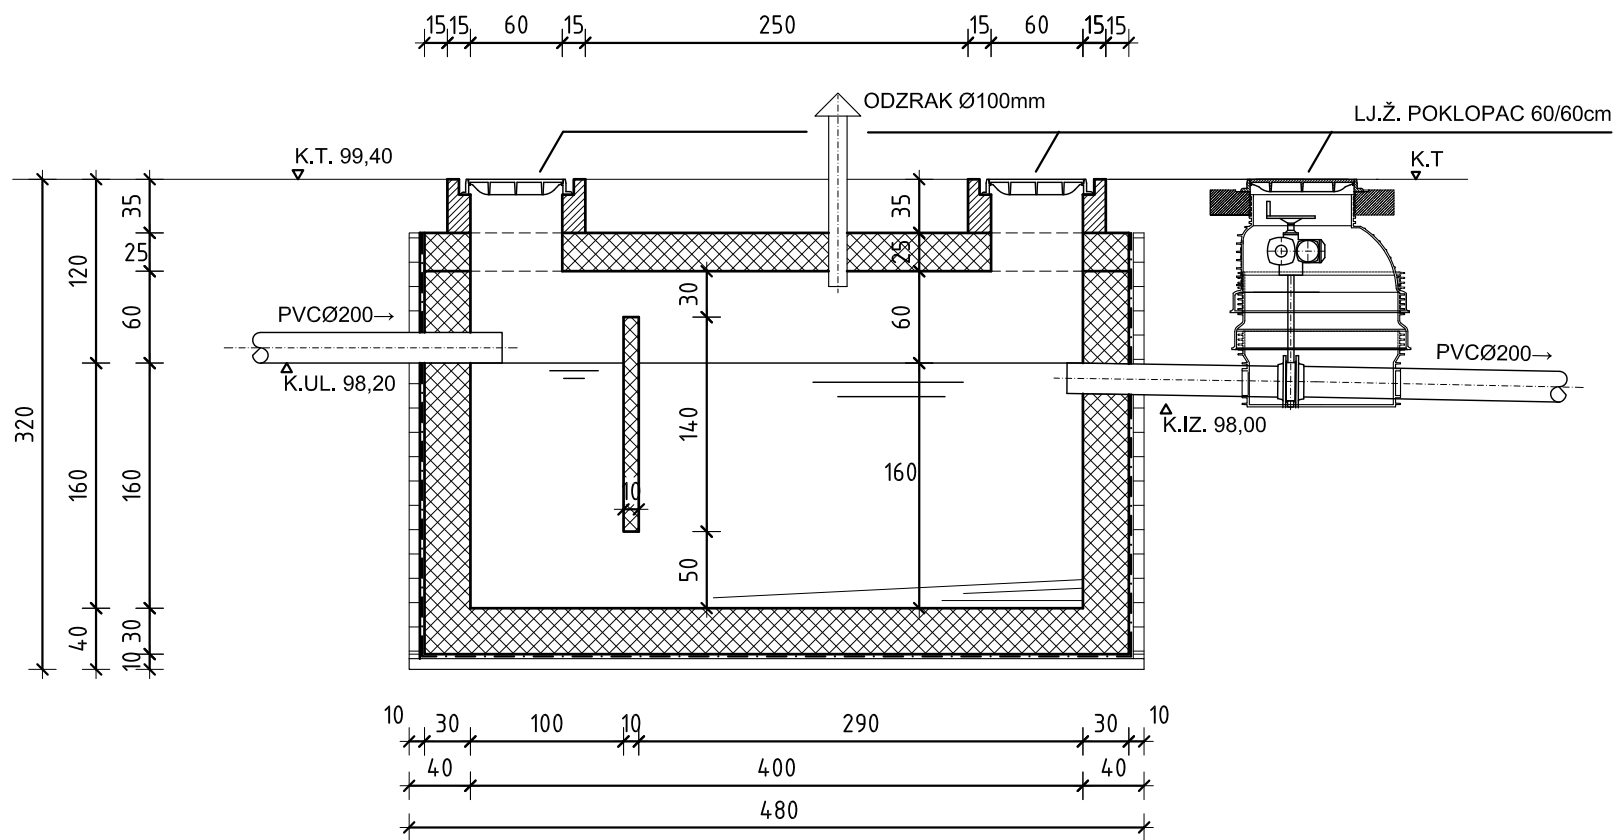 15 15 60 15 250 15 60 15 15
ODZRAK Ø100mm
LJ.Ž. POKLOPAC 60/60cm
K.T. 99,40
K.T
35
25
120
60
320
160
160
40
30
10
35
25
30
60
PVCØ200→
K.UL. 98,20
PVCØ200→
K.IZ. 98,00
140
160
10
50
10 30 100 10 290 30 10
40 400 40
480